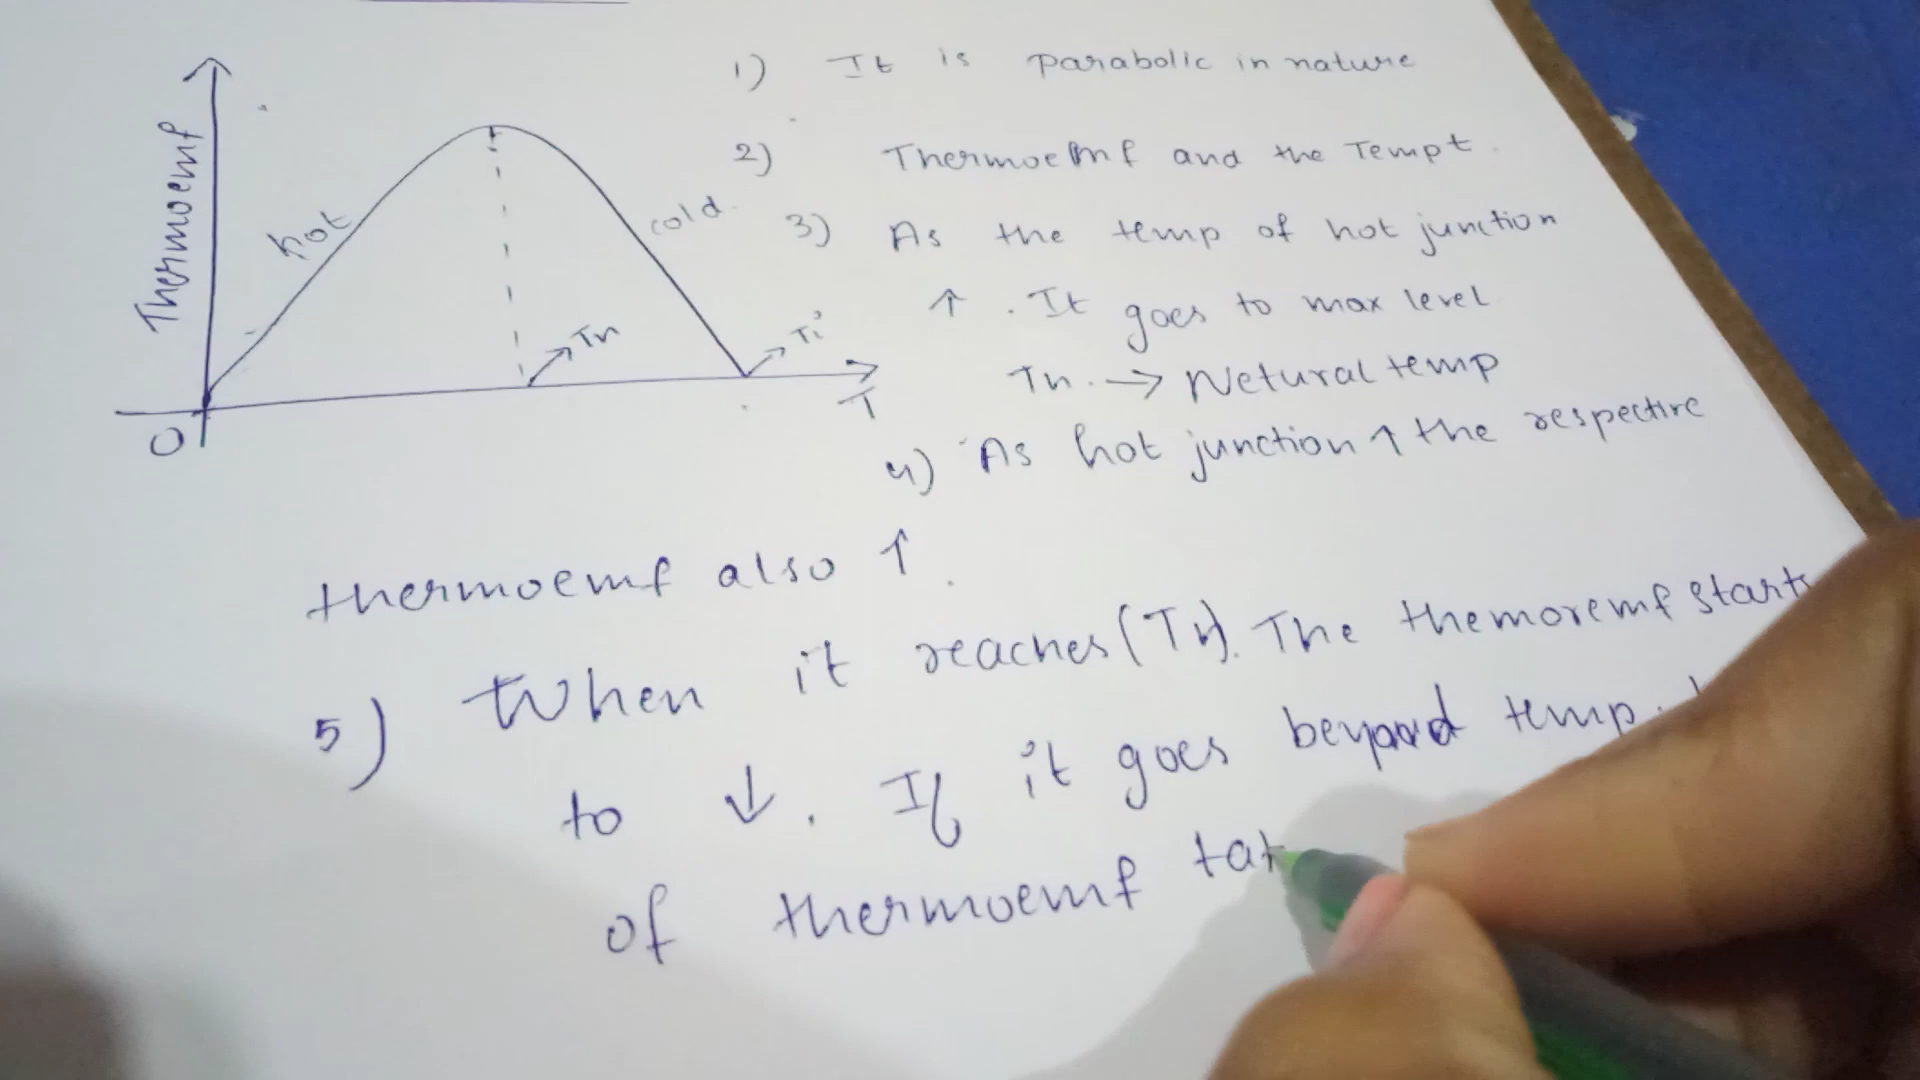 Thermoemf
hot
cold
Tn
Ti
T
O
1) It is parabolic in nature
2) Thermoemf and the Tempt.
3) As the temp of hot junction
↑ . It goes to max level
Tn. → Netural temp
4) As hot junction ↑ the respective
thermoemf also ↑.
5) When it reaches (Tn). The themoremf starts
to ↓. If it goes beyond temp.
of thermoemf tak